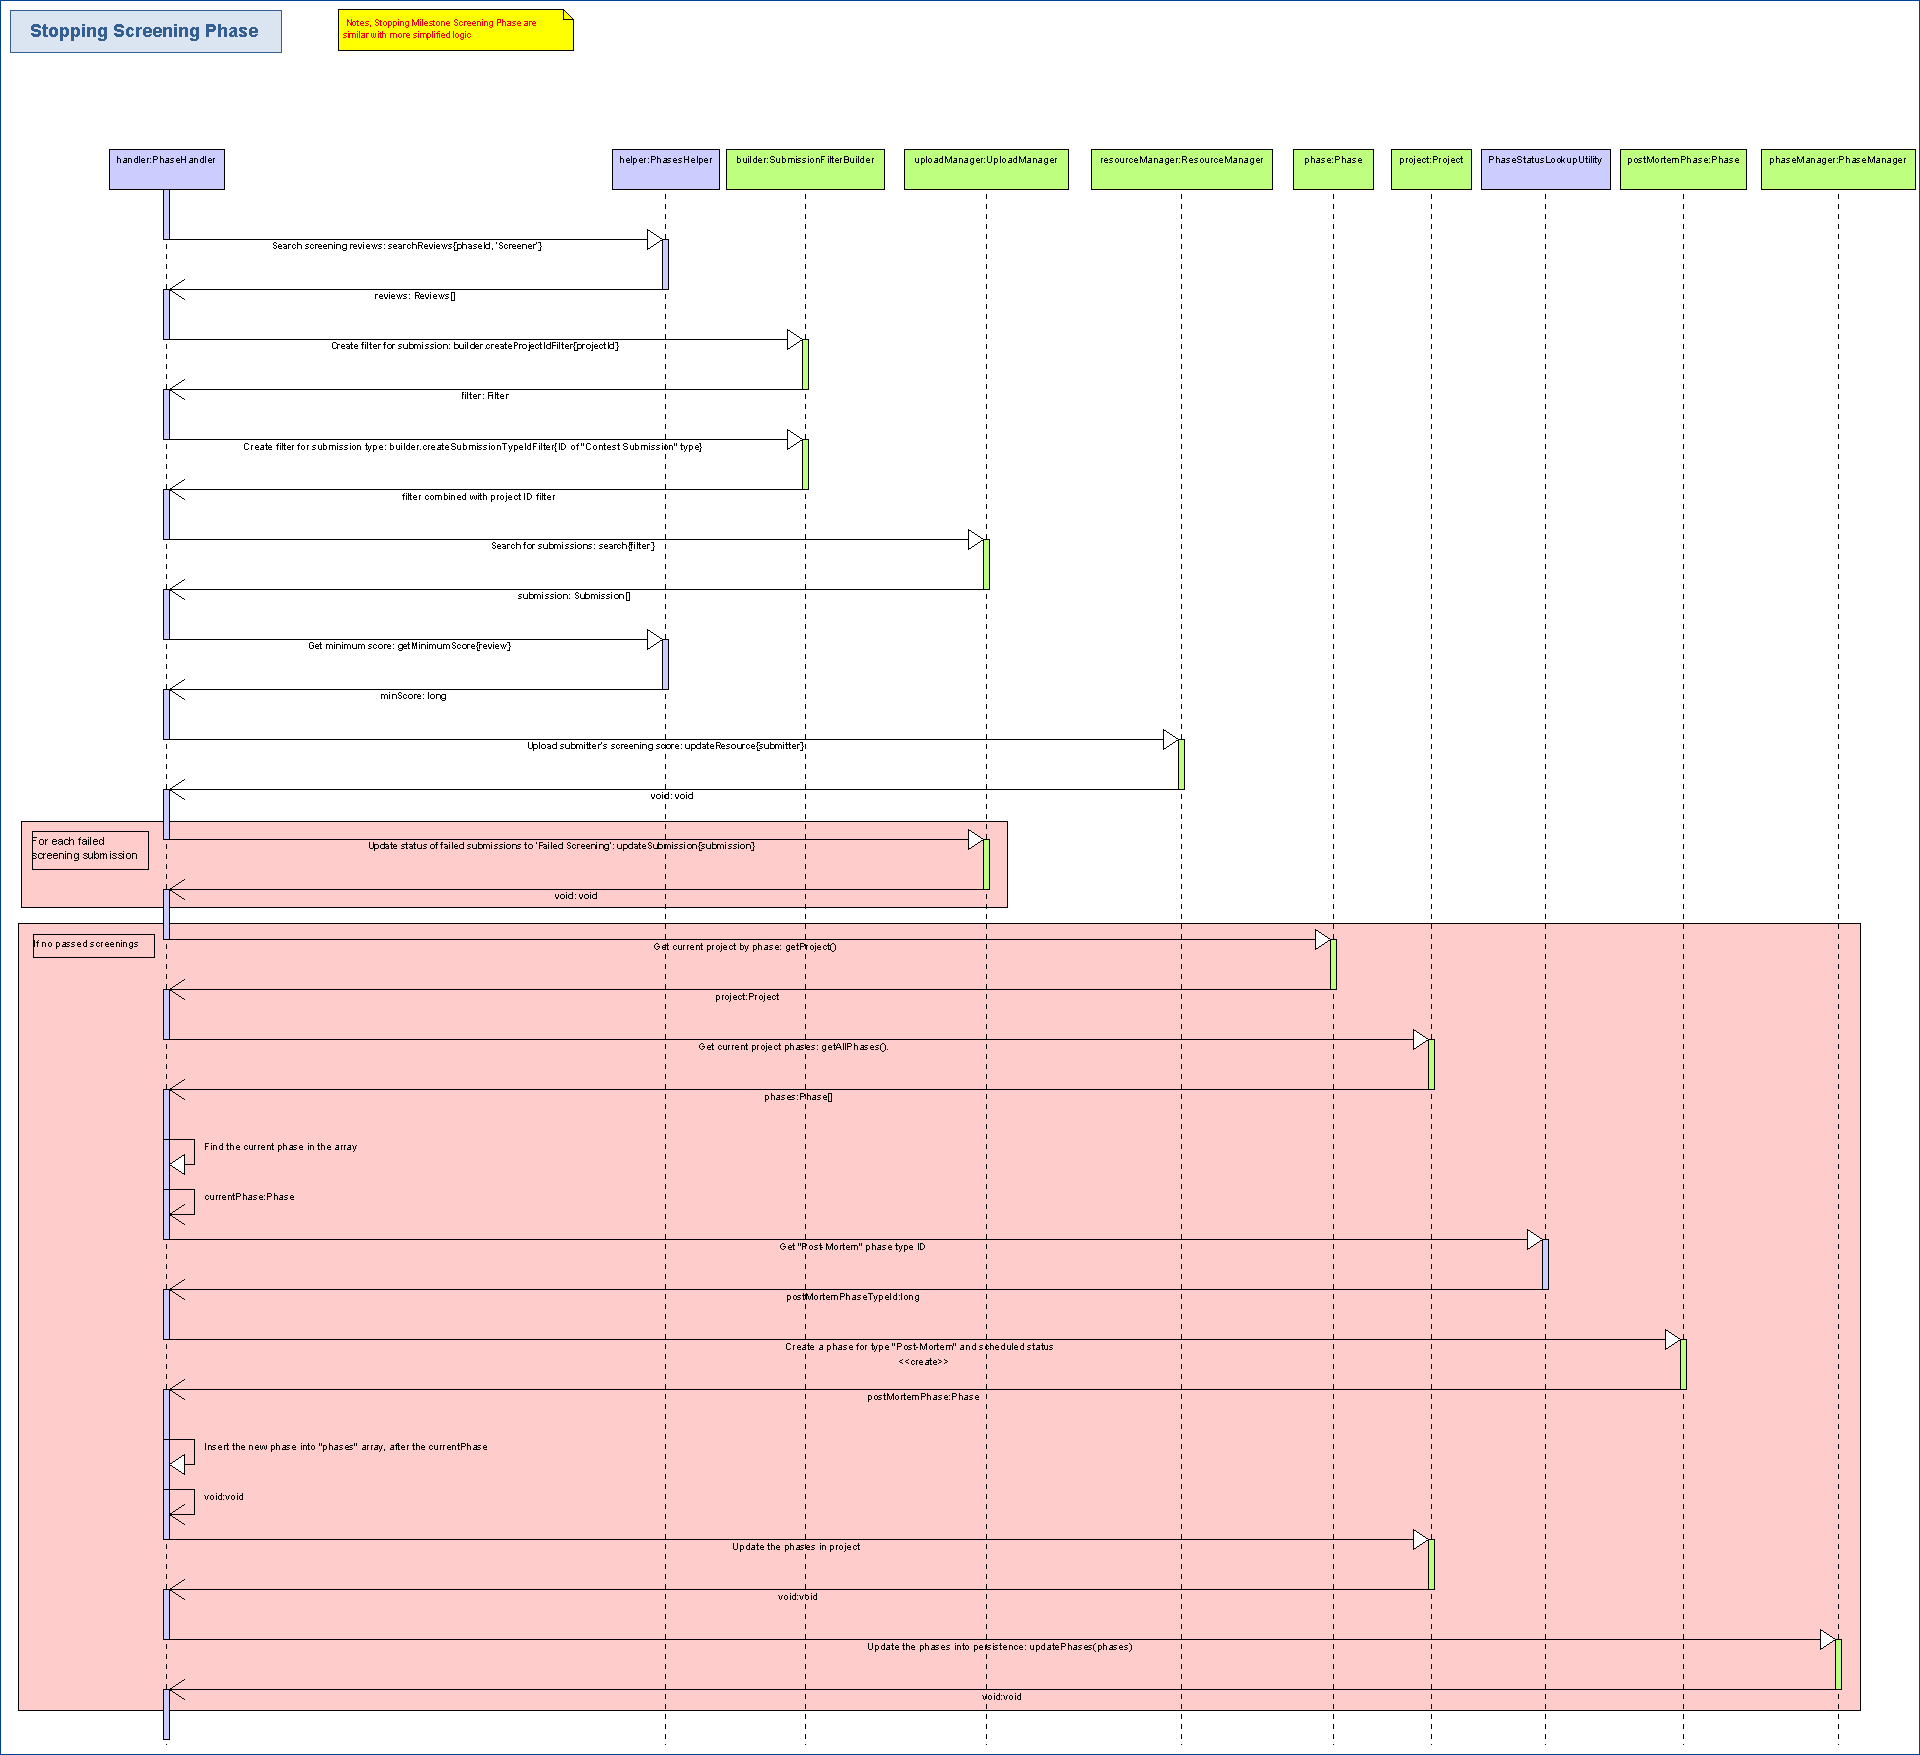 Stopping Screening Phase
Notes, Stopping Milestone Screening Phase are
similar with more simplified logic
handler:PhaseHandler
helper:PhasesHelper
builder:SubmissionFilterBuilder
uploadManager:UploadManager
resourceManager:ResourceManager
phase:Phase
project:Project
PhaseStatusLookupUtility
postMortemPhase:Phase
phaseManager:PhaseManager
Search screening reviews: searchReviews{phaseId, 'Screener'}
reviews: Reviews[]
Create filter for submission: builder.createProjectIdFilter{projectId}
filter: Filter
Create filter for submission type: builder.createSubmissionTypeIdFilter{ID of "Contest Submission" type}
filter combined with project ID filter
Search for submissions: search{filter}
submission: Submission[]
Get minimum score: getMinimumScore{review}
minScore: long
Upload submitter's screening score: updateResource{submitter}
void: void
For each failed
screening submission
Update status of failed submissions to 'Failed Screening': updateSubmission{submission}
void: void
If no passed screenings
Get current project by phase: getProject()
project:Project
Get current project phases: getAllPhases().
phases:Phase[]
Find the current phase in the array
currentPhase:Phase
Get "Post-Mortem" phase type ID
postMortemPhaseTypeId:long
Create a phase for type "Post-Mortem" and scheduled status
<<create>>
postMortemPhase:Phase
Insert the new phase into "phases" array, after the currentPhase
void:void
Update the phases in project
void:void
Update the phases into persistence: updatePhases(phases)
void:void